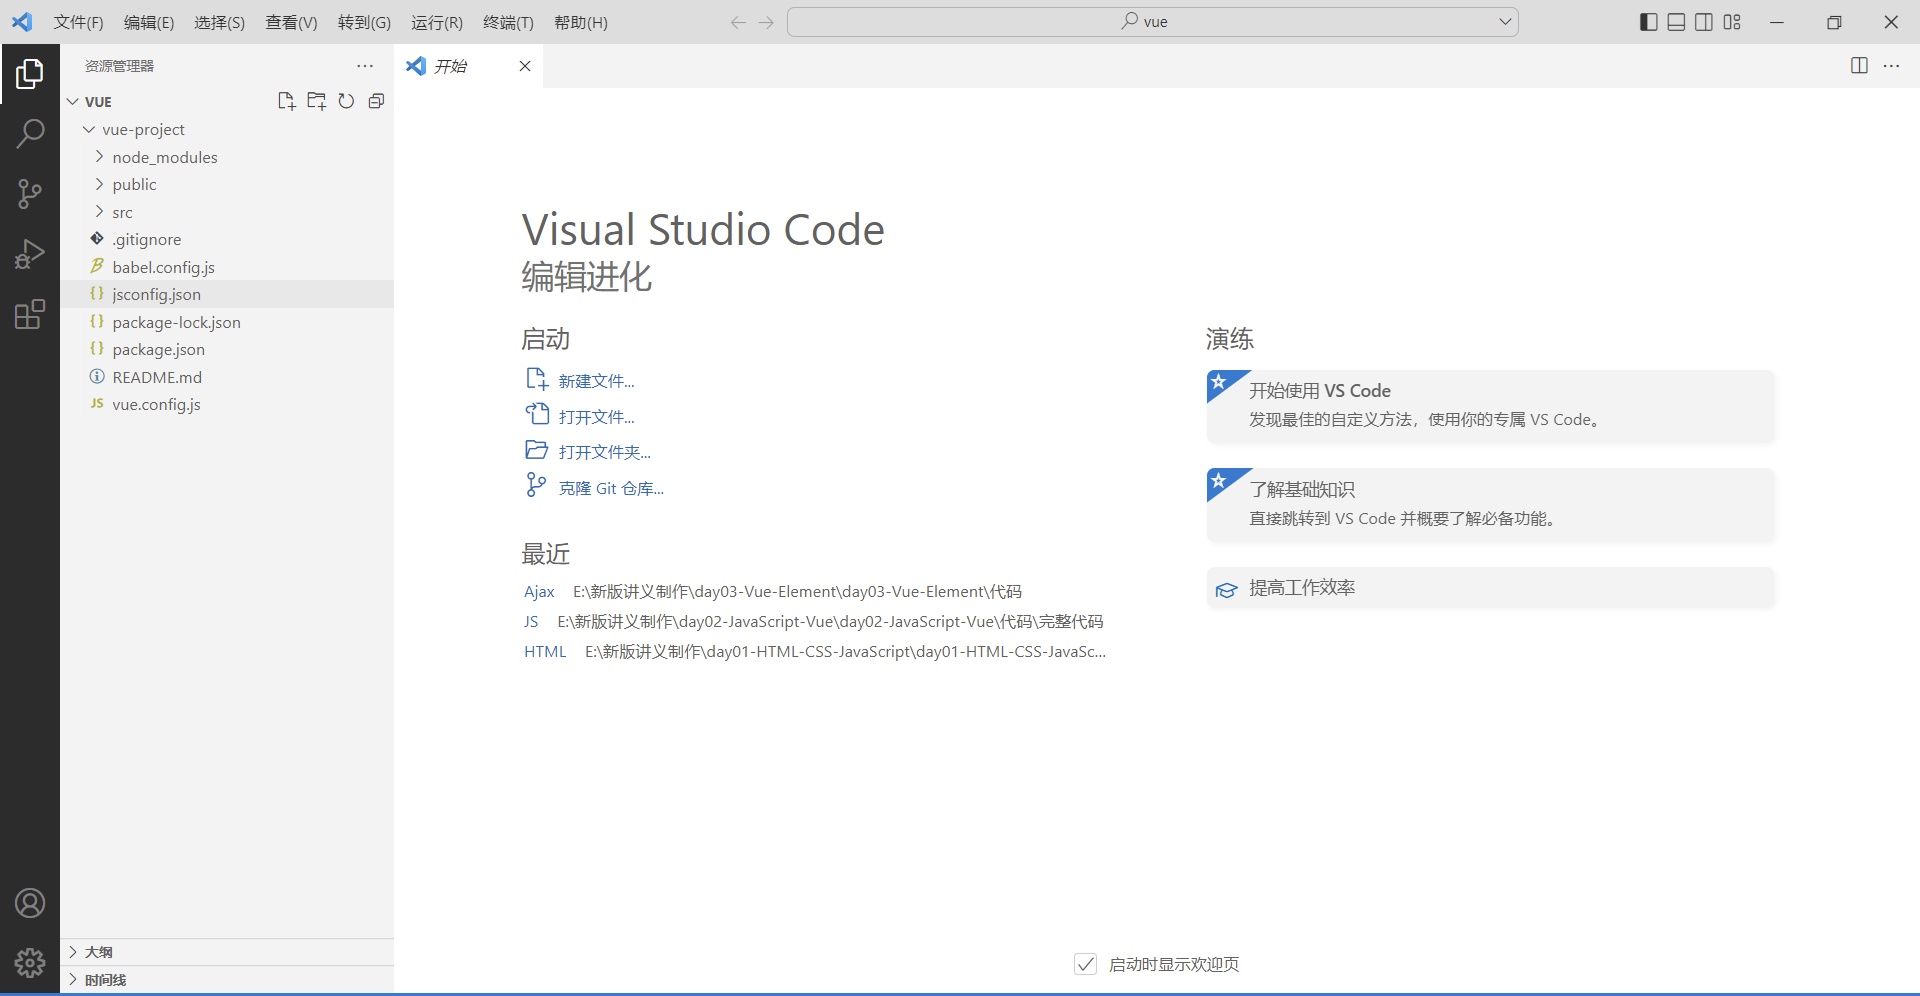 文件(F) 编辑(E) 选择(S) 查看(V) 转到(G) 运行(R) 终端(T) 帮助(H) vue
资源管理器
开始
VUE
vue-project
node_modules
public
src
.gitignore
babel.config.js
jsconfig.json
package-lock.json
package.json
README.md
JS vue.config.js
大纲
时间线
Visual Studio Code
编辑进化
启动
新建文件...
打开文件...
打开文件夹...
克隆 Git 仓库...
最近
Ajax E:\新版讲义制作\day03-Vue-Element\day03-Vue-Element\代码
JS E:\新版讲义制作\day02-JavaScript-Vue\day02-JavaScript-Vue\代码\完整代码
HTML E:\新版讲义制作\day01-HTML-CSS-JavaScript\day01-HTML-CSS-JavaSc...
演练
开始使用 VS Code
发现最佳的自定义方法，使用你的专属 VS Code。
了解基础知识
直接跳转到 VS Code 并概要了解必备功能。
提高工作效率
启动时显示欢迎页